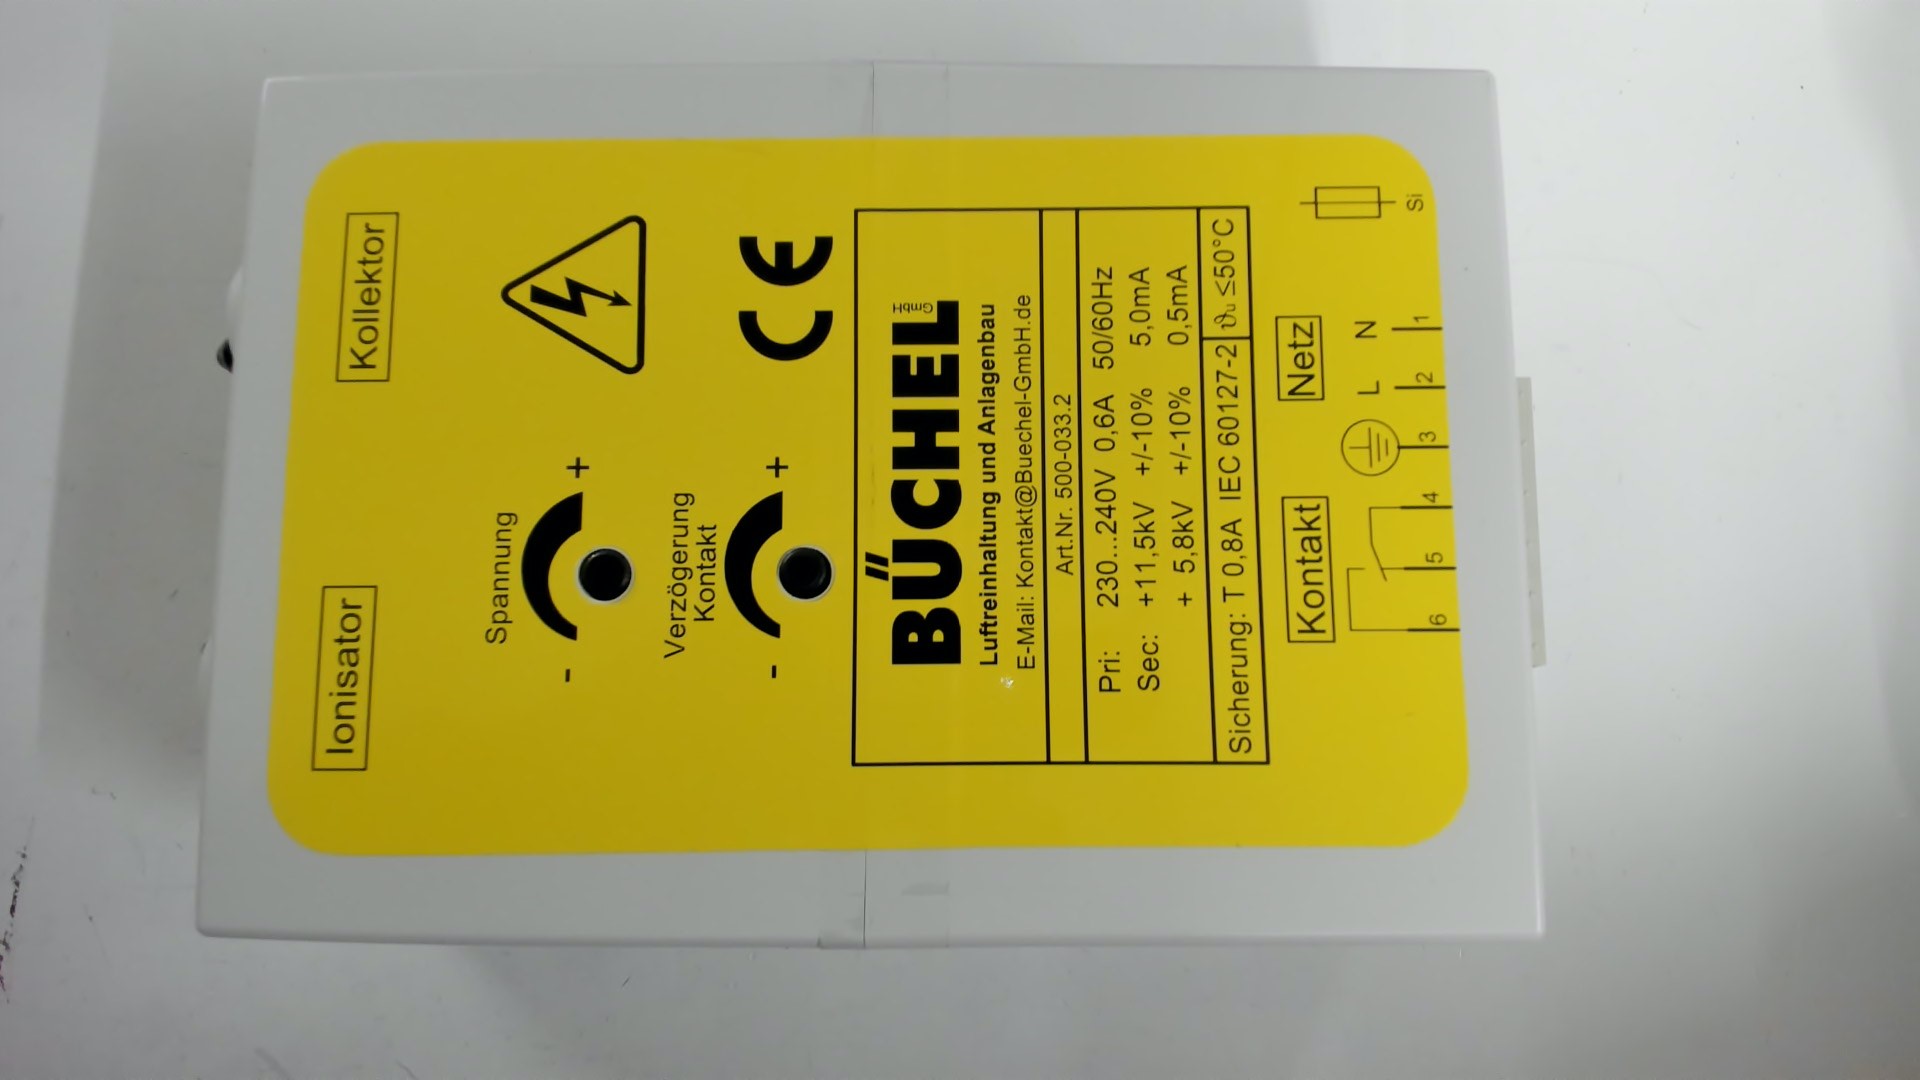 Ionisator
Kollektor
Spannung
- +
Verzögerung
Kontakt
- +
CE
BÜCHEL GmbH
Luftreinhaltung und Anlagenbau
E-Mail: Kontakt@Buechel-GmbH.de
Art.Nr. 500-033.2
Pri: 230...240V 0,6A 50/60Hz
Sec: +11,5kV +/-10% 5,0mA
+ 5,8kV +/-10% 0,5mA
Sicherung: T 0,8A IEC 60127-2 ϑu ≤50°C
Kontakt
Netz
L N
6 5 4 3 2 1
Si